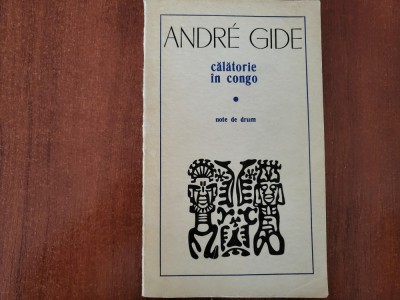 ANDRÉ GIDE
călătorie
în congo
note de drum